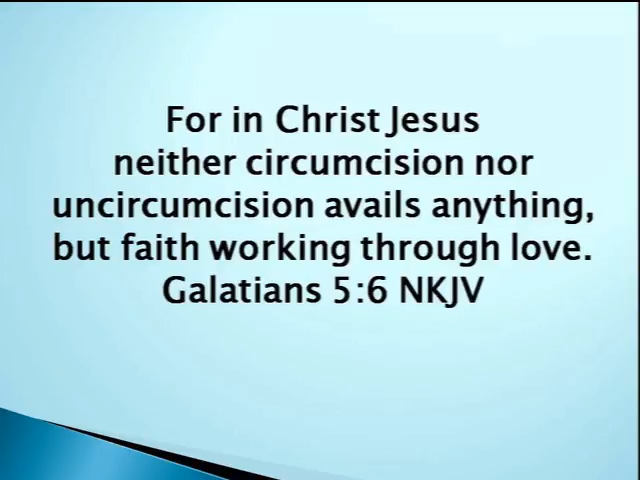 For in Christ Jesus
neither circumcision nor
uncircumcision avails anything,
but faith working through love.
Galatians 5:6 NKJV